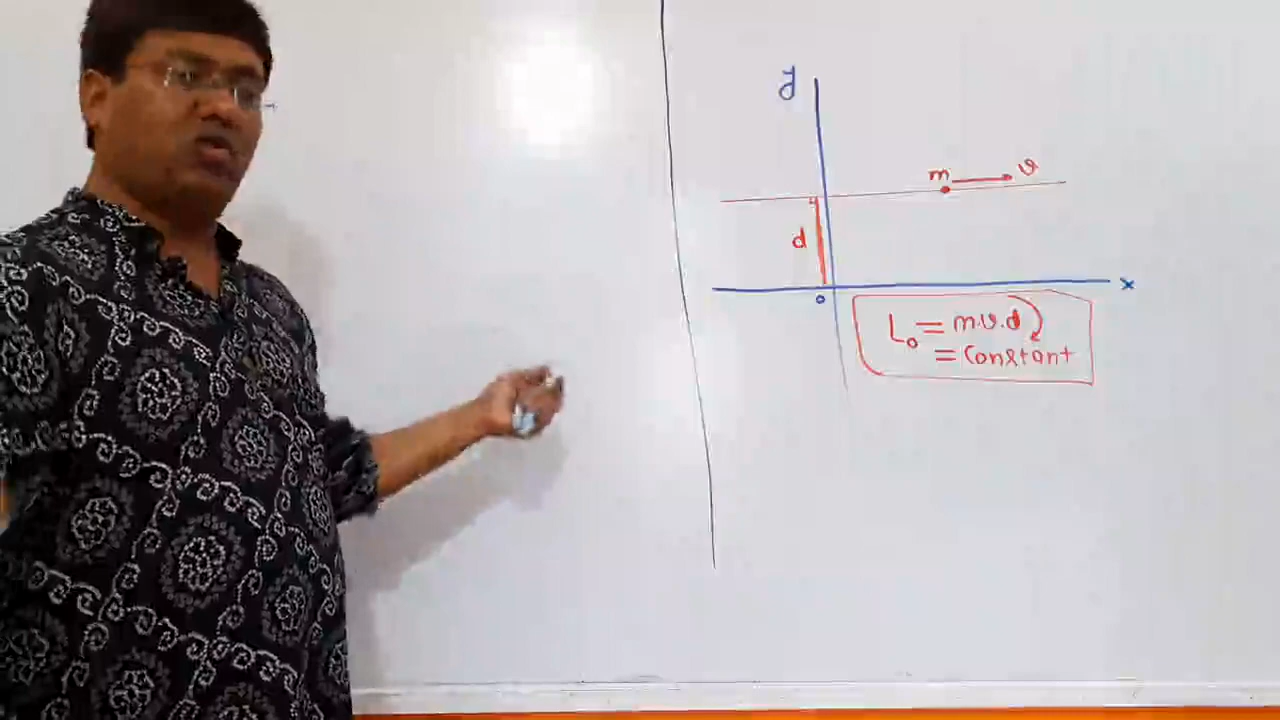 y
m v
d
x
o
L₀ = m.v.d
= Constant